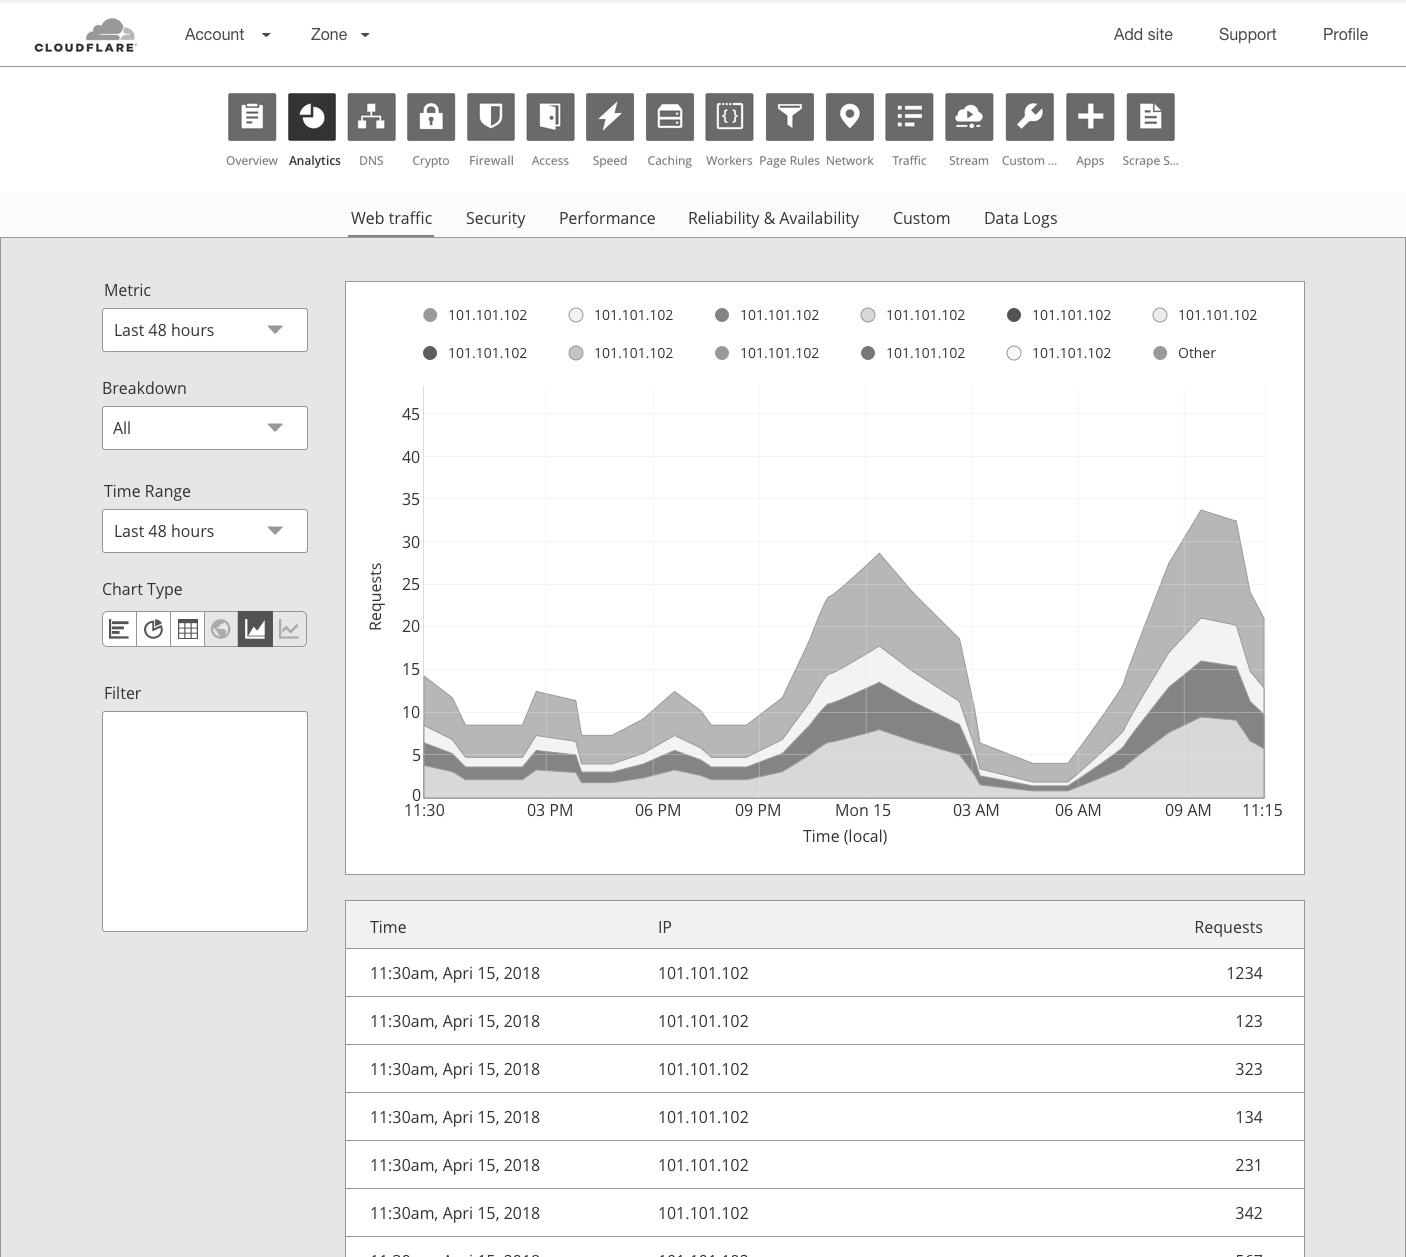 CLOUDFLARE
Account Zone Add site Support Profile
Overview Analytics DNS Crypto Firewall Access Speed Caching Workers Page Rules Network Traffic Stream Custom ... Apps Scrape S...
Web traffic Security Performance Reliability & Availability Custom Data Logs
Metric
Last 48 hours
Breakdown
All
Time Range
Last 48 hours
Chart Type
Filter
101.101.102 101.101.102 101.101.102 101.101.102 101.101.102 101.101.102
101.101.102 101.101.102 101.101.102 101.101.102 101.101.102 Other
Requests
45
40
35
30
25
20
15
10
5
0
11:30 03 PM 06 PM 09 PM Mon 15 03 AM 06 AM 09 AM 11:15
Time (local)
Time IP Requests
11:30am, Apri 15, 2018 101.101.102 1234
11:30am, Apri 15, 2018 101.101.102 123
11:30am, Apri 15, 2018 101.101.102 323
11:30am, Apri 15, 2018 101.101.102 134
11:30am, Apri 15, 2018 101.101.102 231
11:30am, Apri 15, 2018 101.101.102 342